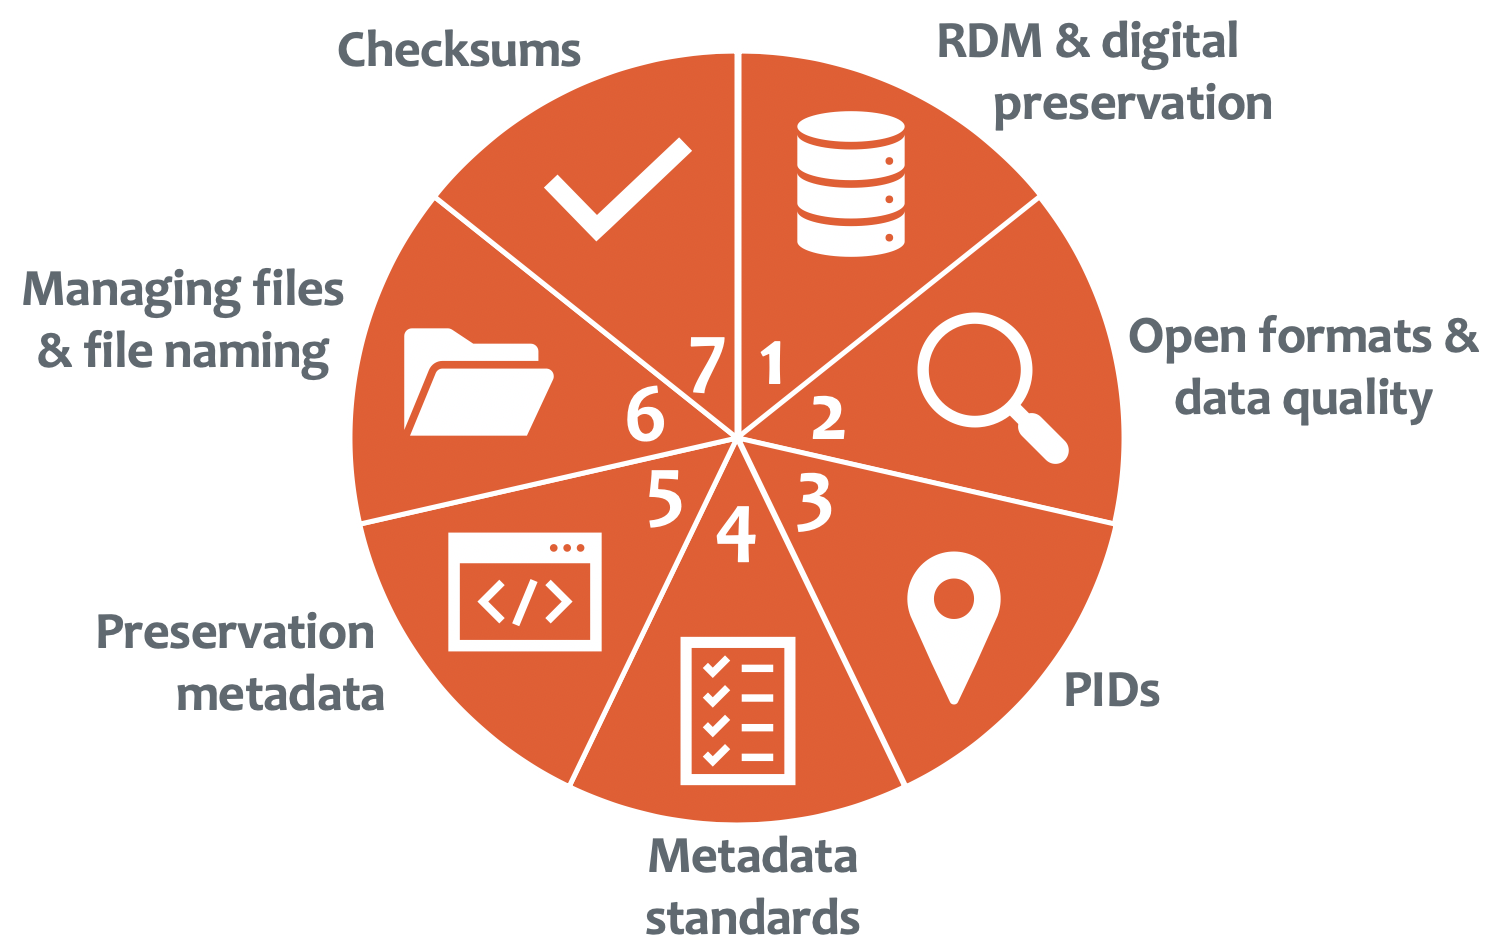 Checksums
RDM & digital
preservation
Managing files
& file naming
Open formats &
data quality
7
1
6
2
5
3
4
</>
Preservation
metadata
PIDs
Metadata
standards